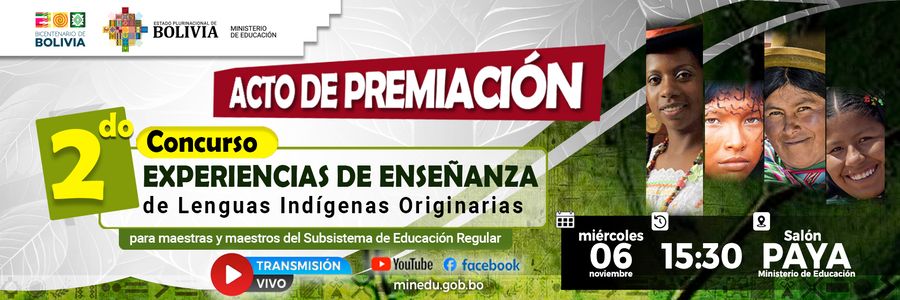 BICENTENARIO DE
BOLIVIA
ESTADO PLURINACIONAL DE
BOLIVIA
MINISTERIO
DE EDUCACIÓN
ACTO DE PREMIACIÓN
2do
Concurso
EXPERIENCIAS DE ENSEÑANZA
de Lenguas Indígenas Originarias
para maestras y maestros del Subsistema de Educación Regular
TRANSMISIÓN
VIVO
YouTube
facebook
minedu.gob.bo
miércoles
06
noviembre
15:30
Salón
PAYA
Ministerio de Educación